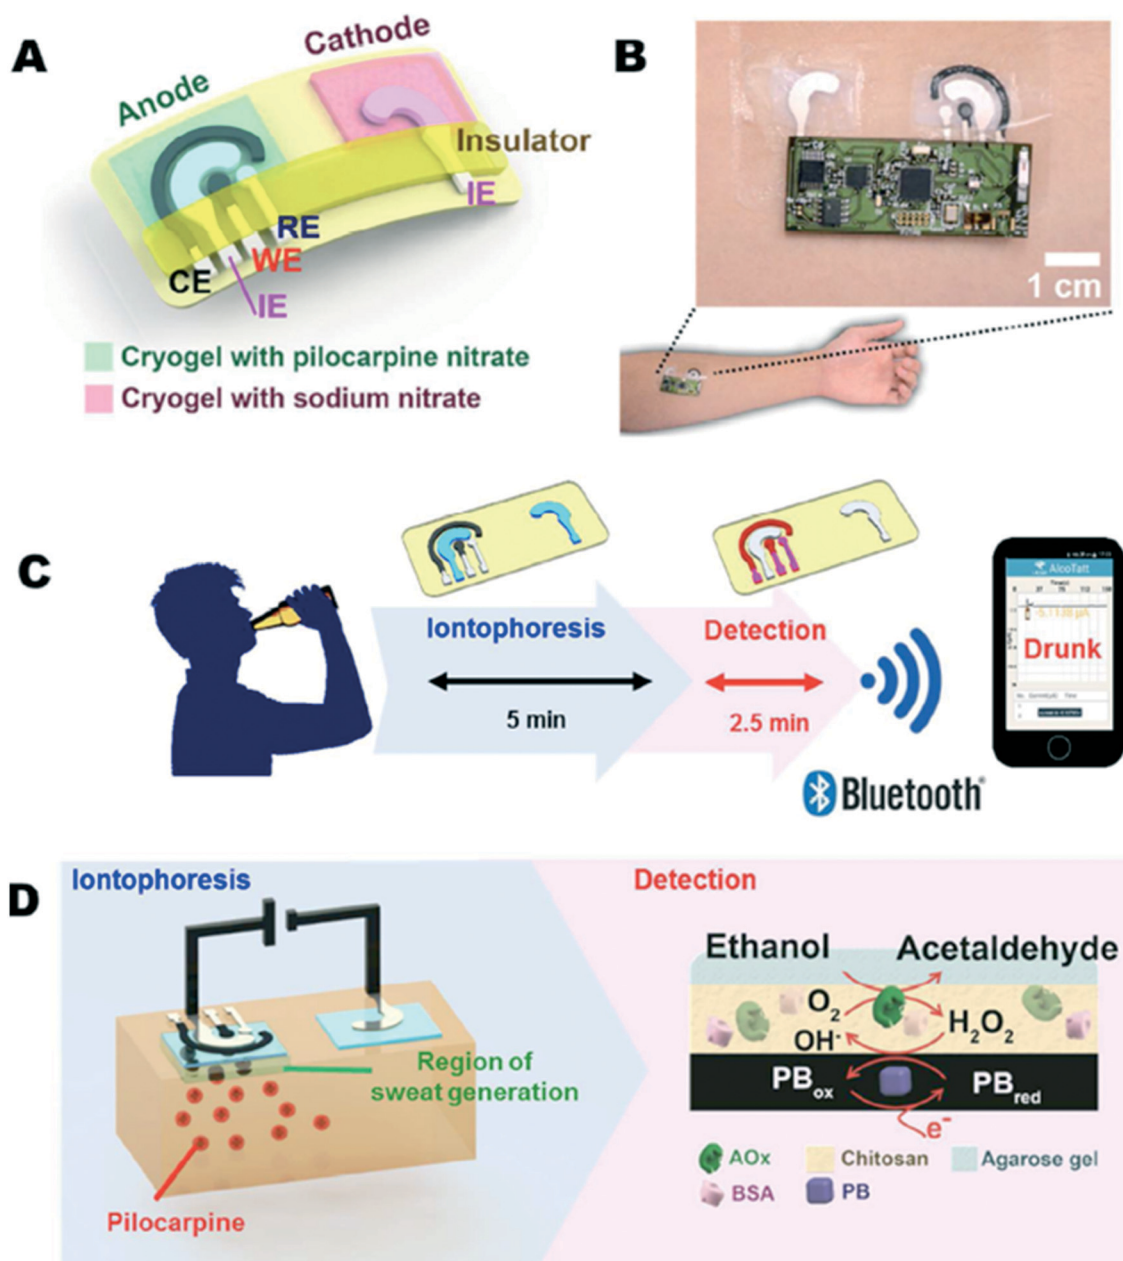 A
Anode
Cathode
Insulator
IE
RE
WE
CE
IE
Cryogel with pilocarpine nitrate
Cryogel with sodium nitrate
B
1 cm
C
Iontophoresis
5 min
Detection
2.5 min
Bluetooth®
AlcoTatt
Drunk
D
Iontophoresis
Region of
sweat generation
Pilocarpine
Detection
Ethanol Acetaldehyde
O2
OH-
H2O2
PBox
PBred
e-
AOx
Chitosan
Agarose gel
BSA
PB